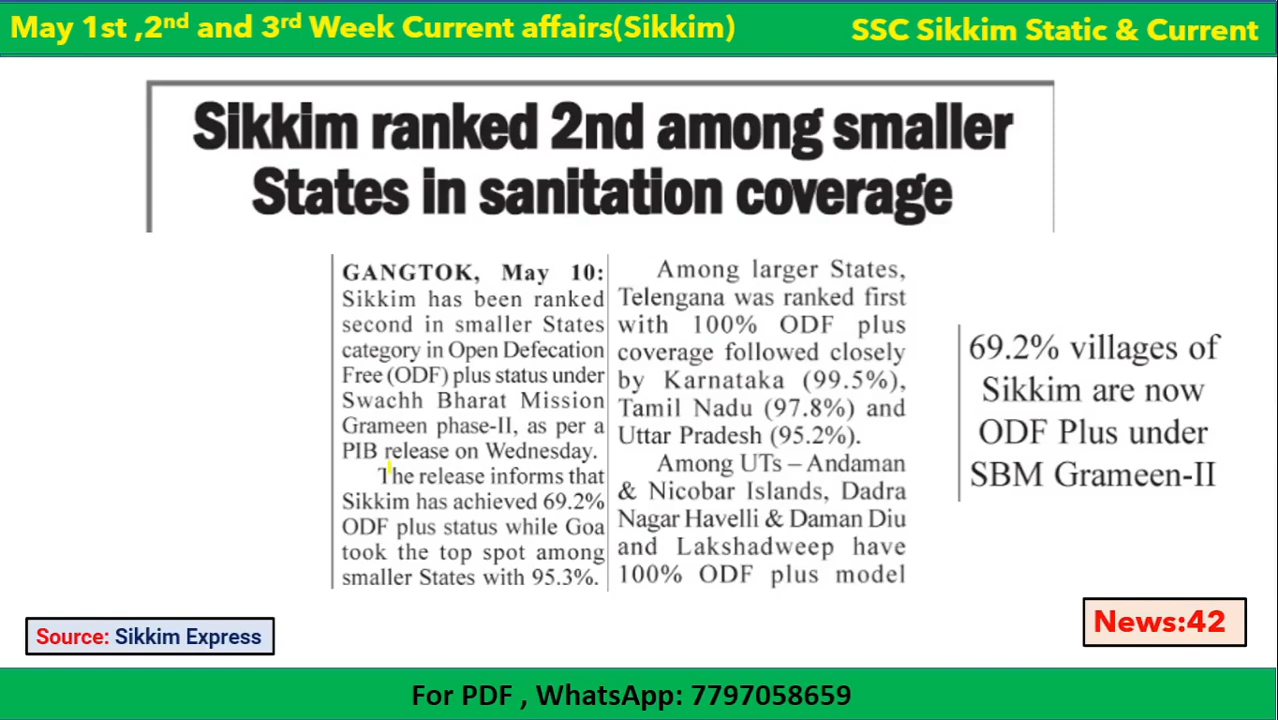 May 1st ,2nd and 3rd Week Current affairs(Sikkim)
SSC Sikkim Static & Current
Sikkim ranked 2nd among smaller
States in sanitation coverage
GANGTOK, May 10:
Sikkim has been ranked
second in smaller States
category in Open Defecation
Free (ODF) plus status under
Swachh Bharat Mission
Grameen phase-II, as per a
PIB release on Wednesday.
The release informs that
Sikkim has achieved 69.2%
ODF plus status while Goa
took the top spot among
smaller States with 95.3%.
Among larger States,
Telengana was ranked first
with 100% ODF plus
coverage followed closely
by Karnataka (99.5%),
Tamil Nadu (97.8%) and
Uttar Pradesh (95.2%).
Among UTs – Andaman
& Nicobar Islands, Dadra
Nagar Havelli & Daman Diu
and Lakshadweep have
100% ODF plus model
69.2% villages of
Sikkim are now
ODF Plus under
SBM Grameen-II
Source: Sikkim Express
News:42
For PDF , WhatsApp: 7797058659